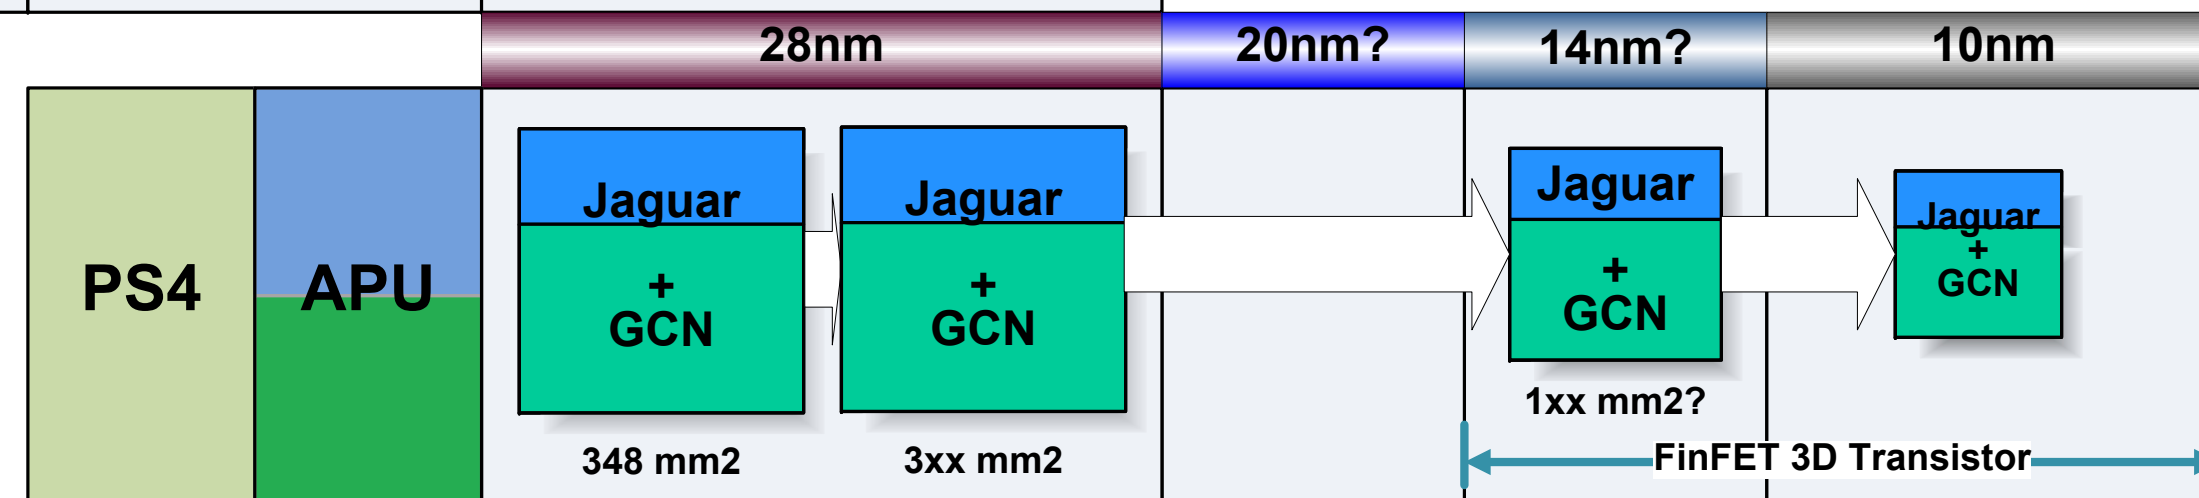 28nm
20nm?
14nm?
10nm
PS4
APU
Jaguar
+
GCN
348 mm2
Jaguar
+
GCN
3xx mm2
Jaguar
+
GCN
1xx mm2?
Jaguar
+
GCN
FinFET 3D Transistor